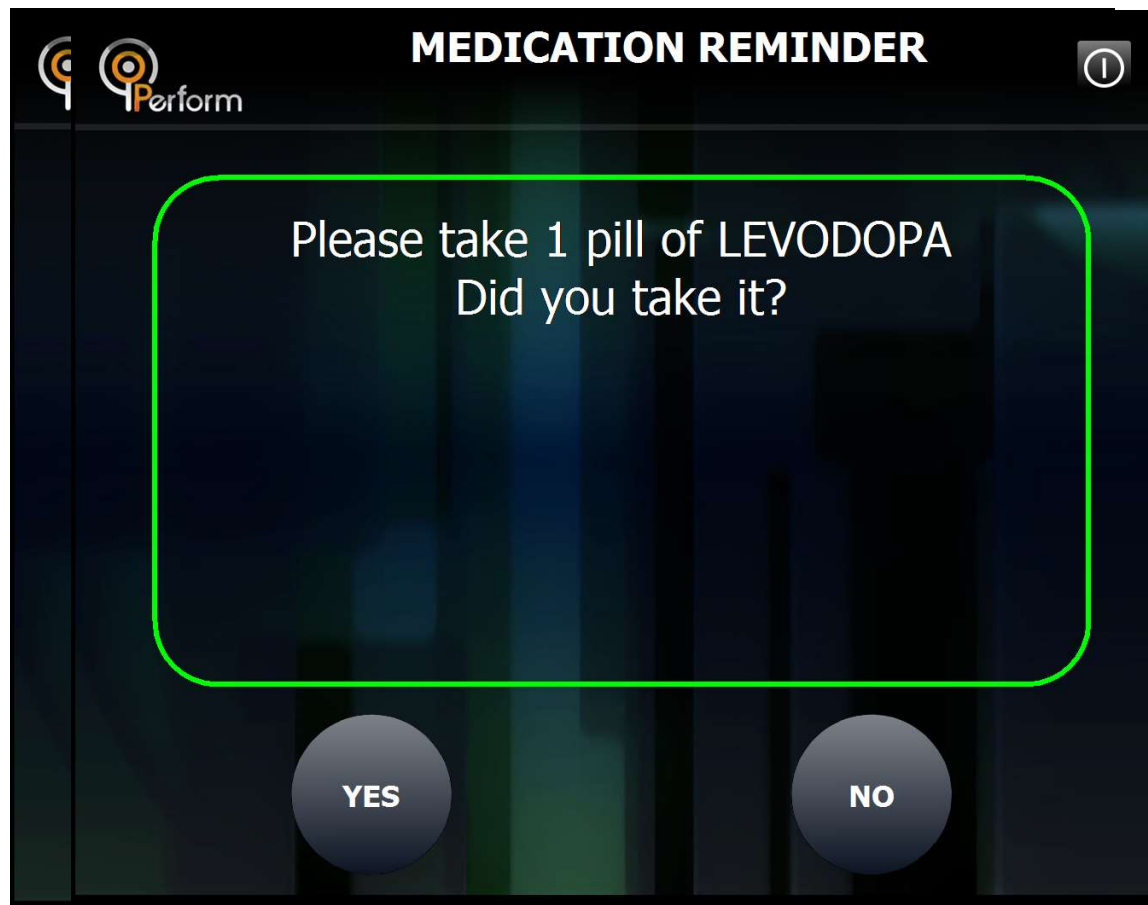 MEDICATION REMINDER
Perform
Please take 1 pill of LEVODOPA
Did you take it?
YES
NO